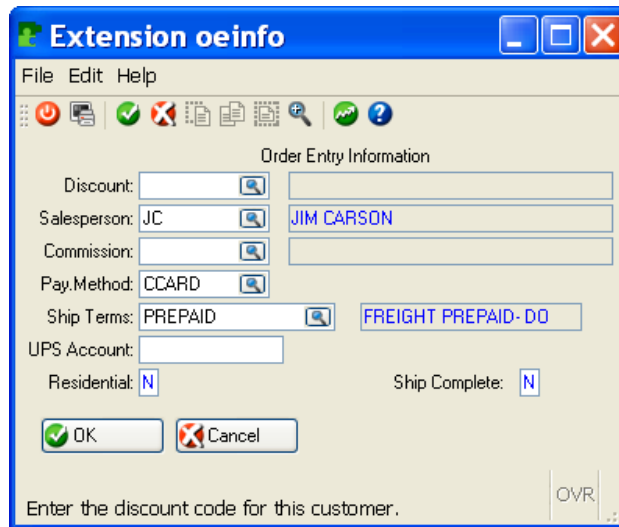 Extension oeinfo
File Edit Help
Order Entry Information
Discount:
Salesperson: JC JIM CARSON
Commission:
Pay.Method: CCARD
Ship Terms: PREPAID FREIGHT PREPAID- DO
UPS Account:
Residential: N Ship Complete: N
OK Cancel
OVR
Enter the discount code for this customer.